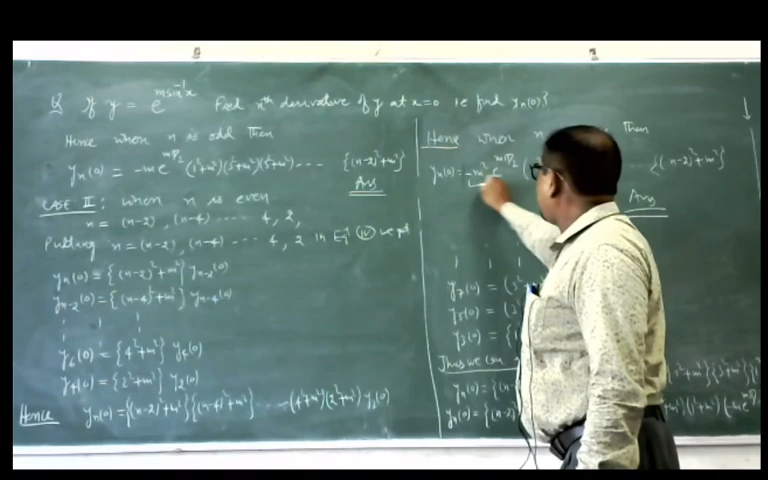 Q If y = e^{m sin⁻¹x} Find nth derivative of y at x=0 ie find yₙ(0)}
Hence when n is odd then
yₙ(0) = -m e^{mπ/2} (1²+m²)(3²+m²)(5²+m²) ---- {(n-2)²+m²}
Ans
CASE II : when n is even
n = (n-2), (n-4) ---- 4, 2,
Putting n = (n-2), (n-4) ---- 4, 2 in Eqⁿ (IV) we get
yₙ(0) = {(n-2)²+m²} yₙ₋₂(0)
yₙ₋₂(0) = {(n-4)²+m²} yₙ₋₄(0)
y₆(0) = {4²+m²} y₄(0)
y₄(0) = {2²+m²} y₂(0)
Hence yₙ(0) = {(n-2)²+m²}{(n-4)²+m²} ---- (4²+m²)(2²+m²) y₂(0)
Hence when n then
yₙ(0) = -m² e^{mπ/2} ( {(n-2)²+m²}
Ans
y₇(0) =
y₅(0) =
y₃(0) =
Thus we can
yₙ(0) = {(n-
yₙ(0) = {(n-2)